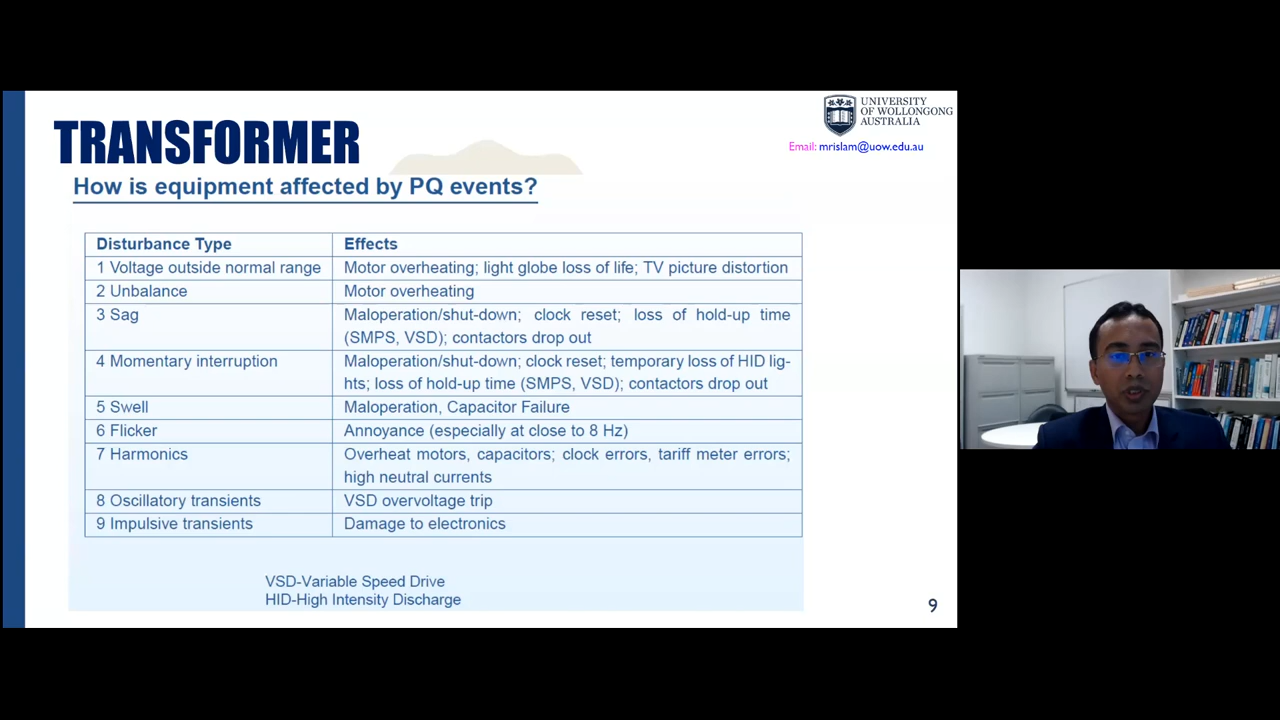 TRANSFORMER
UNIVERSITY
OF WOLLONGONG
AUSTRALIA
Email: mrislam@uow.edu.au
How is equipment affected by PQ events?
Disturbance Type Effects
1 Voltage outside normal range Motor overheating; light globe loss of life; TV picture distortion
2 Unbalance Motor overheating
3 Sag Maloperation/shut-down; clock reset; loss of hold-up time
(SMPS, VSD); contactors drop out
4 Momentary interruption Maloperation/shut-down; clock reset; temporary loss of HID lig-
hts; loss of hold-up time (SMPS, VSD); contactors drop out
5 Swell Maloperation, Capacitor Failure
6 Flicker Annoyance (especially at close to 8 Hz)
7 Harmonics Overheat motors, capacitors; clock errors, tariff meter errors;
high neutral currents
8 Oscillatory transients VSD overvoltage trip
9 Impulsive transients Damage to electronics
VSD-Variable Speed Drive
HID-High Intensity Discharge
9